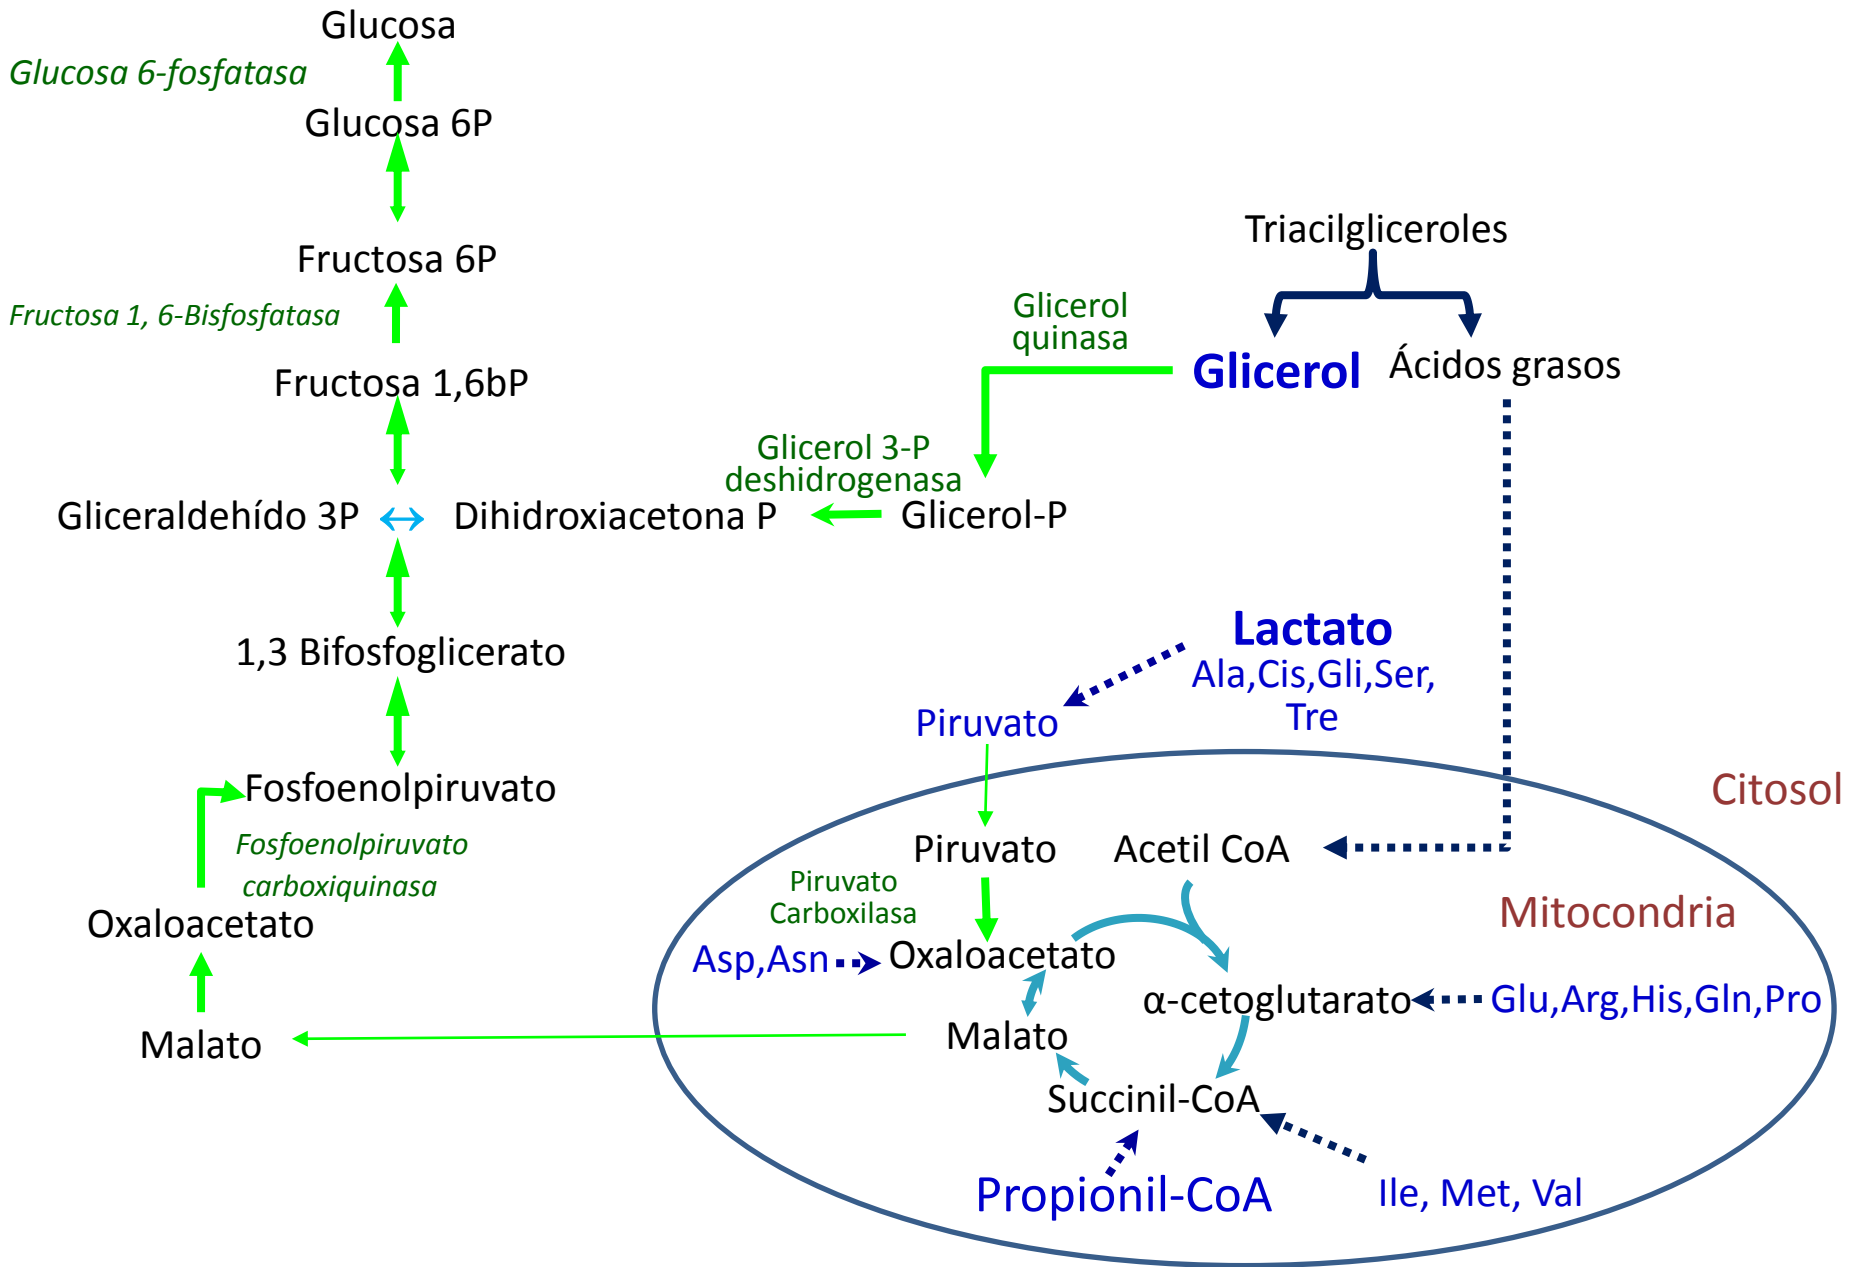 Glucosa
Glucosa 6-fosfatasa
Glucosa 6P
Fructosa 6P
Fructosa 1, 6-Bisfosfatasa
Fructosa 1,6bP
Gliceraldehído 3P
Dihidroxiacetona P
Glicerol 3-P
deshidrogenasa
Glicerol-P
Glicerol
quinasa
Triacilgliceroles
Glicerol
Ácidos grasos
1,3 Bifosfoglicerato
Fosfoenolpiruvato
Fosfoenolpiruvato
carboxiquinasa
Oxaloacetato
Malato
Lactato
Ala,Cis,Gli,Ser,
Tre
Piruvato
Citosol
Piruvato
Acetil CoA
Piruvato
Carboxilasa
Mitocondria
Asp,Asn
Oxaloacetato
α-cetoglutarato
Glu,Arg,His,Gln,Pro
Malato
Succinil-CoA
Propionil-CoA
Ile, Met, Val